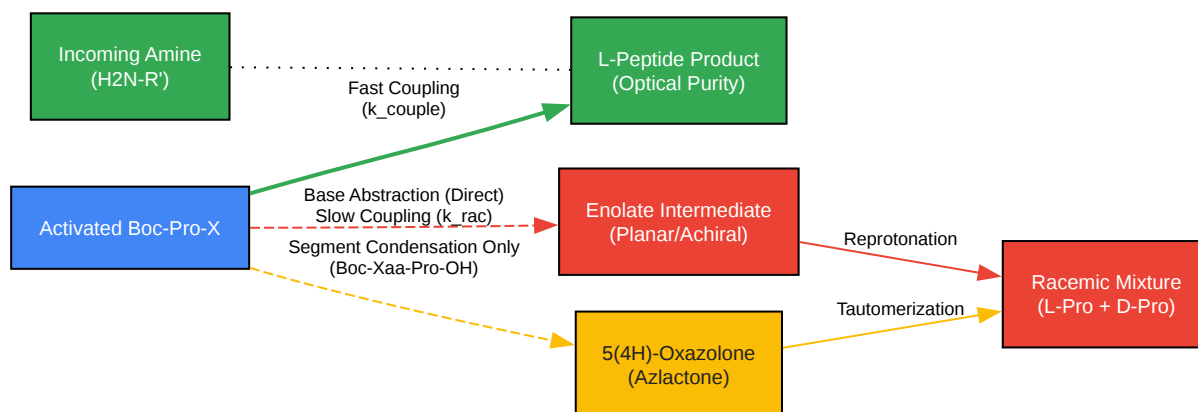 Incoming Amine
(H2N-R')
L-Peptide Product
(Optical Purity)
Fast Coupling
(k_couple)
Activated Boc-Pro-X
Base Abstraction (Direct)
Slow Coupling (k_rac)
Segment Condensation Only
(Boc-Xaa-Pro-OH)
Enolate Intermediate
(Planar/Achiral)
Reprotonation
Racemic Mixture
(L-Pro + D-Pro)
Tautomerization
5(4H)-Oxazolone
(Azlactone)